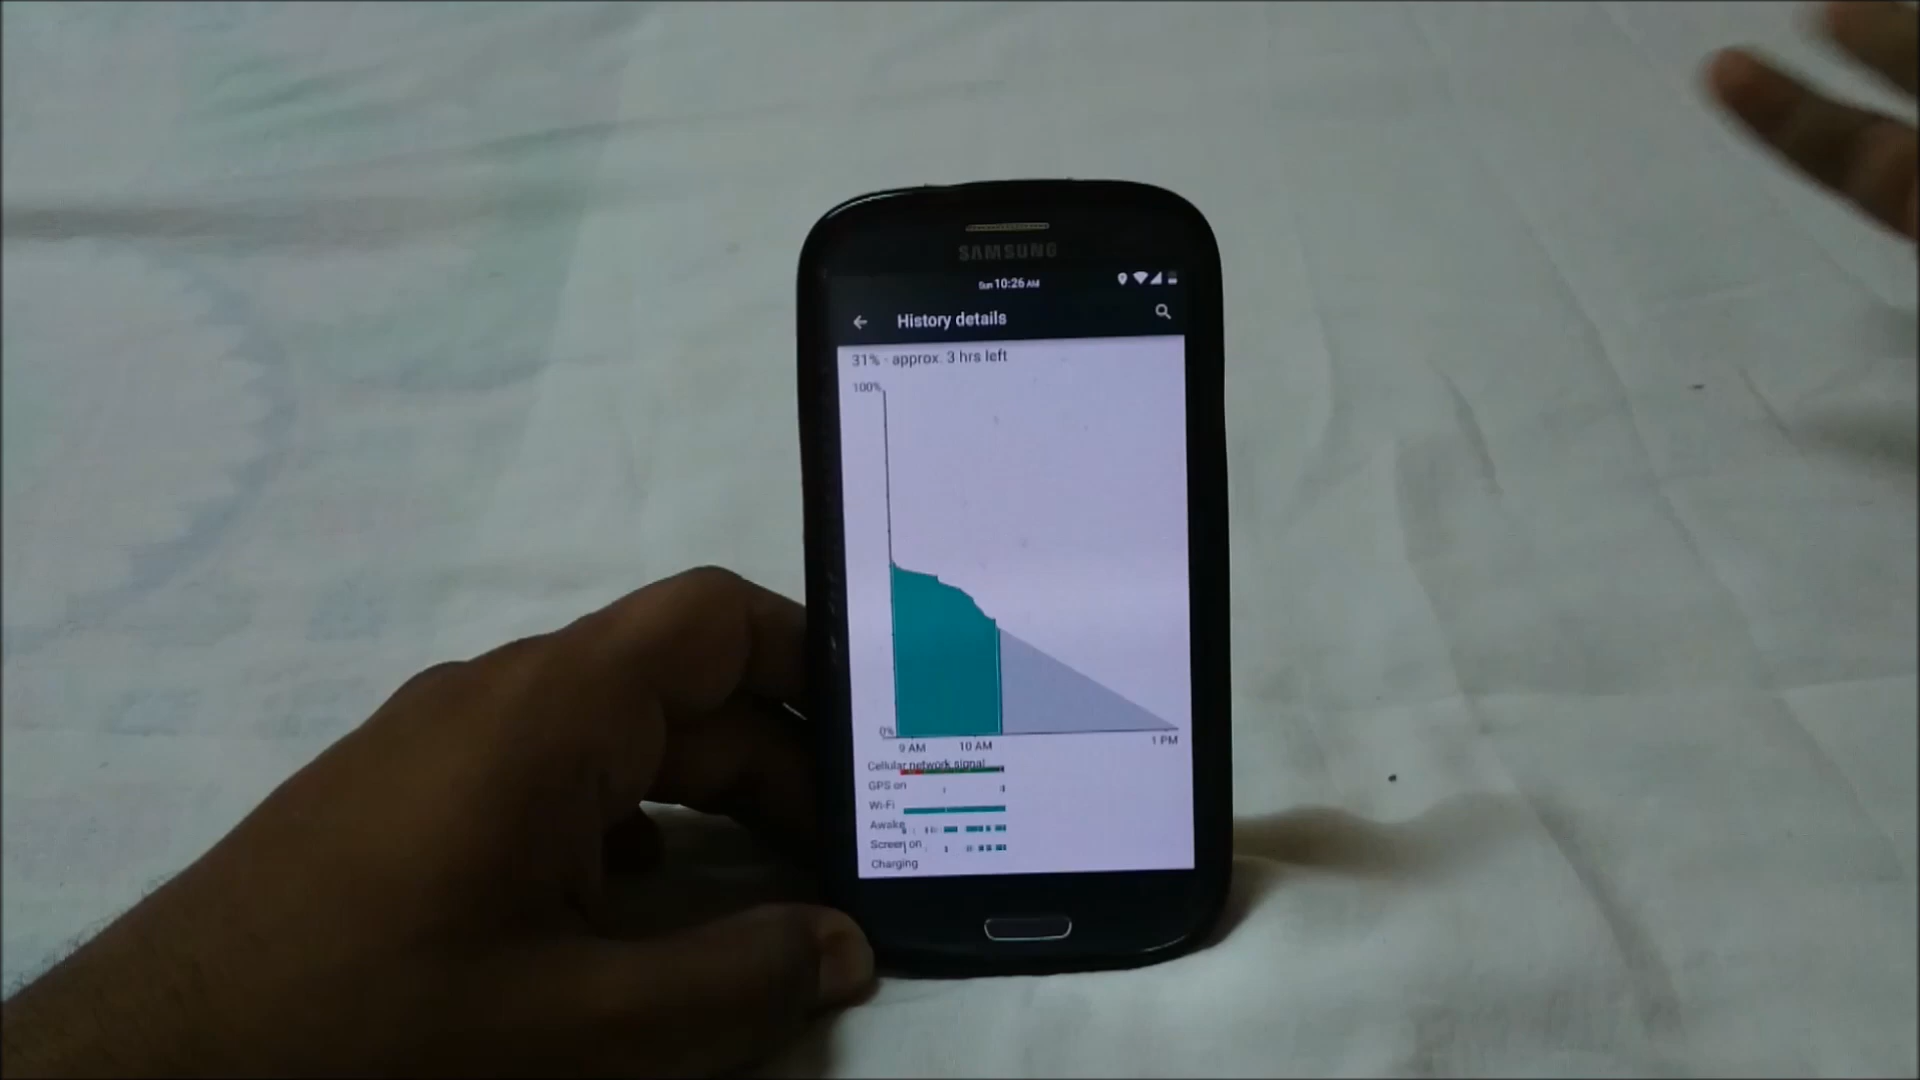 SAMSUNG
Sun 10:26 AM
History details
31% - approx. 3 hrs left
100%
0%
9 AM 10 AM 1 PM
Cellular network signal
GPS on
Wi-Fi
Awake
Screen on
Charging